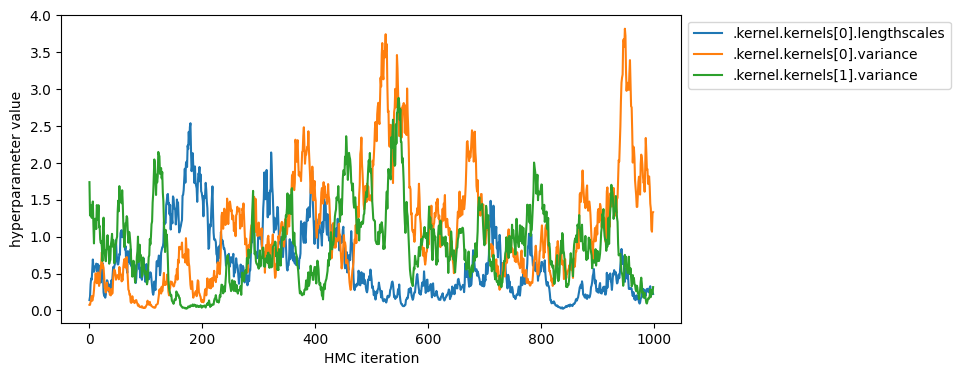 4.0
3.5
3.0
2.5
2.0
1.5
1.0
0.5
0.0
hyperparameter value
0 200 400 600 800 1000
HMC iteration
.kernel.kernels[0].lengthscales
.kernel.kernels[0].variance
.kernel.kernels[1].variance